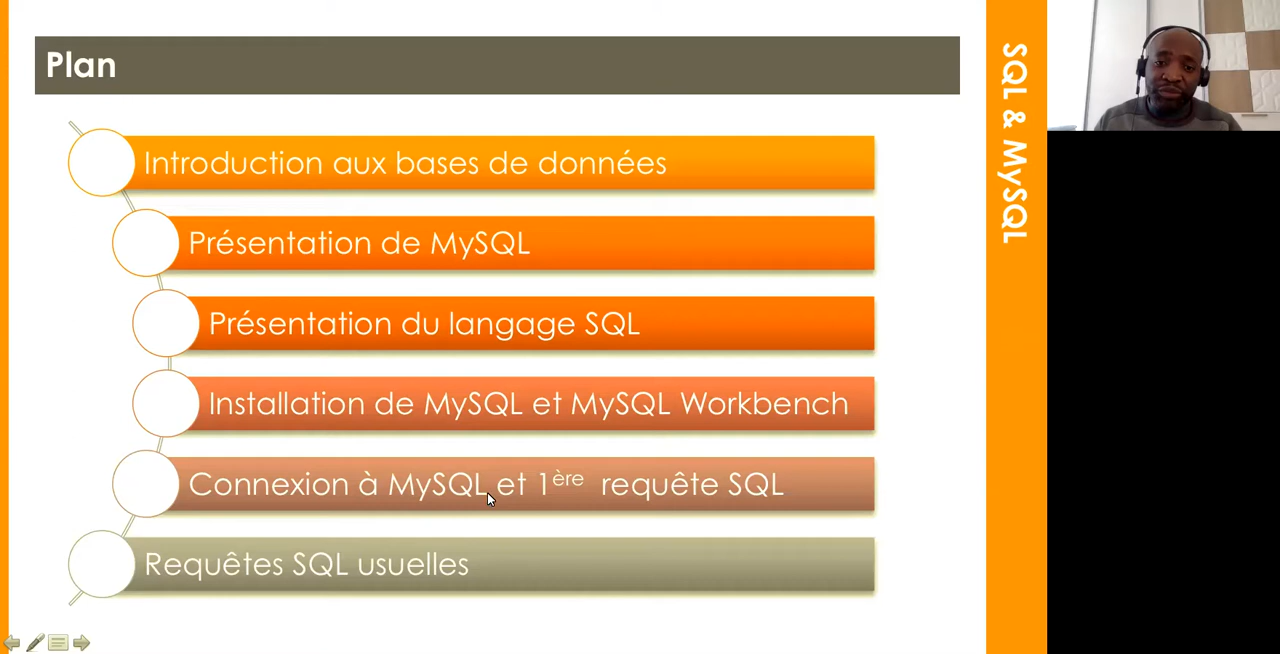 Plan
Introduction aux bases de données
Présentation de MySQL
Présentation du langage SQL
Installation de MySQL et MySQL Workbench
Connexion à MySQL et 1ère requête SQL
Requêtes SQL usuelles
SQL & MySQL